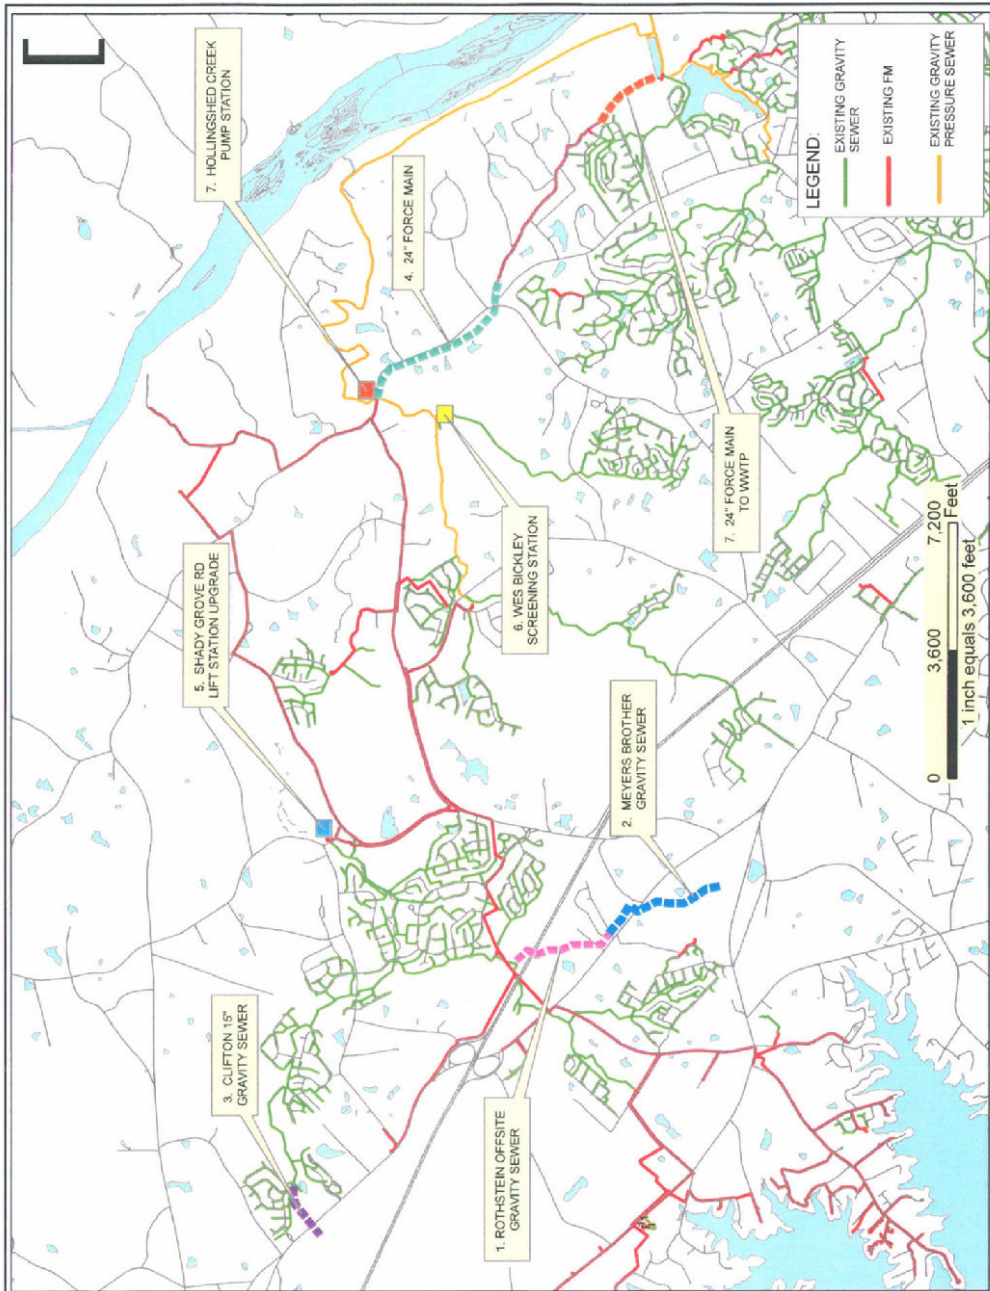 7. HOLLINGSHED CREEK
PUMP STATION
4. 24" FORCE MAIN
5. SHADY GROVE RD
LIFT STATION UPGRADE
3. CLIFTON 15"
GRAVITY SEWER
6. WES BICKLEY
SCREENING STATION
7. 24" FORCE MAIN
TO WWTP
2. MEYERS BROTHER
GRAVITY SEWER
1. ROTHSTEIN OFFSITE
GRAVITY SEWER
LEGEND:
EXISTING GRAVITY
SEWER
EXISTING FM
EXISTING GRAVITY
PRESSURE SEWER
0 3,600 7,200
Feet
1 inch equals 3,600 feet